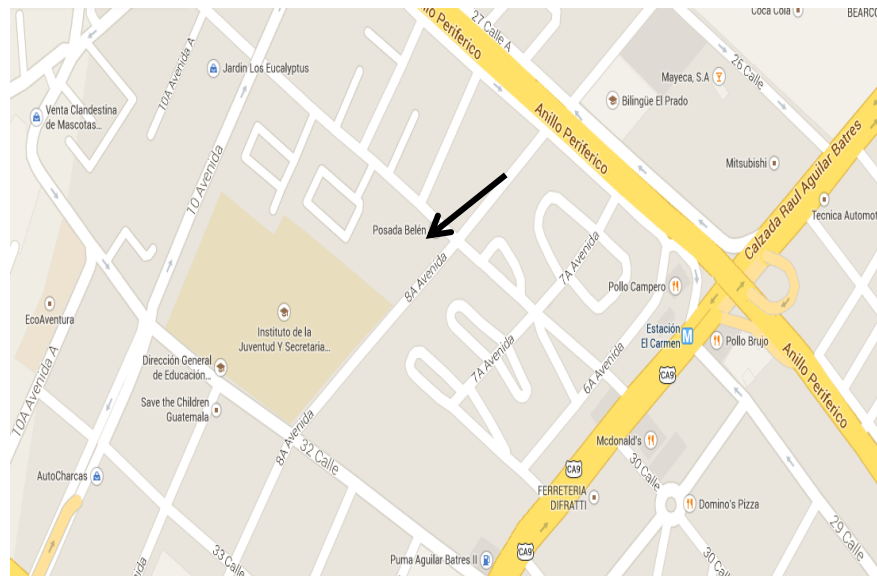 Coca Cola
BEARCO
27 Calle A
Anillo Periferico
26 Calle
Mayeca, S.A
Jardin Los Eucalyptus
10A Avenida A
Bilingüe El Prado
Venta Clandestina
de Mascotas...
Anillo Periferico
Calzada Raul Aguilar Batres
Mitsubishi
10 Avenida
Tecnica Automot
Posada Belén
8A Avenida
7A Avenida
Pollo Campero
EcoAventura
Instituto de la
Juventud Y Secretaria...
Estación
El Carmen
M
Pollo Brujo
Anillo Periferico
7A Avenida
6A Avenida
CA9
Dirección General
de Educación...
10A Avenida A
Save the Children
Guatemala
8A Avenida
32 Calle
Mcdonald's
30 Calle
CA9
AutoCharcas
FERRETERIA
DIFRATTI
Domino's Pizza
29 Calle
33 Calle
Puma Aguilar Batres II
CA9
30 Calle